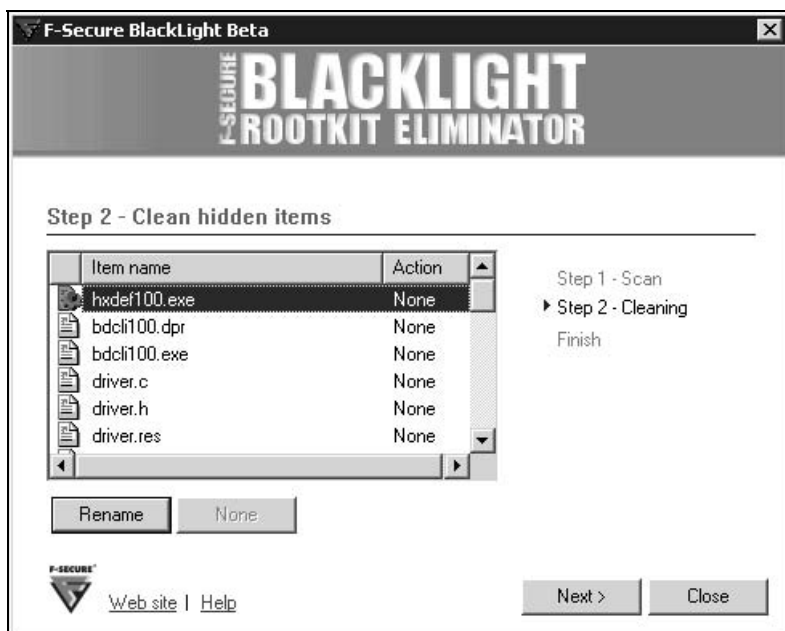 F-Secure BlackLight Beta
F-SECURE
BLACKLIGHT
ROOTKIT ELIMINATOR
Step 2 - Clean hidden items
Item name Action
hxdef100.exe None
bdcli100.dpr None
bdcli100.exe None
driver.c None
driver.h None
driver.res None
Step 1 - Scan
Step 2 - Cleaning
Finish
Rename None
F-SECURE
Web site | Help
Next > Close